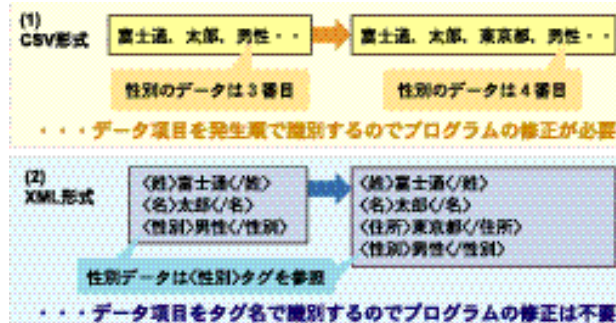 (1)
CSV形式
富士通，太郎，男性・・
富士通，太郎，東京都，男性・・
性別のデータは3番目
性別のデータは4番目
・・・データ項目を発生順で識別するのでプログラムの修正が必要
(2)
XML形式
〈姓〉富士通〈/姓〉
〈名〉太郎〈/名〉
〈性別〉男性〈/性別〉
〈姓〉富士通〈/姓〉
〈名〉太郎〈/名〉
〈住所〉東京都〈/住所〉
〈性別〉男性〈/性別〉
性別データは〈性別〉タグを参照
・・・データ項目をタグ名で識別するのでプログラムの修正は不要